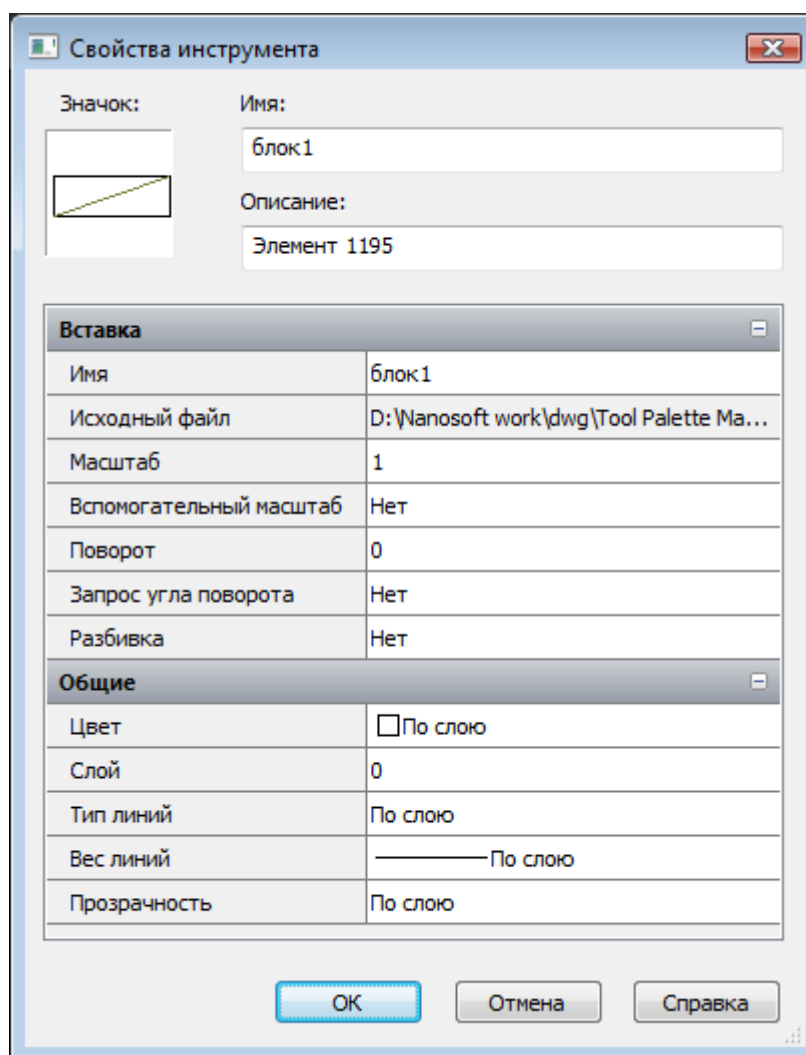 Свойства инструмента
Значок: Имя:
блок1
Описание:
Элемент 1195
Вставка
Имя блок1
Исходный файл D:\Nanosoft work\dwg\Tool Palette Ma...
Масштаб 1
Вспомогательный масштаб Нет
Поворот 0
Запрос угла поворота Нет
Разбивка Нет
Общие
Цвет По слою
Слой 0
Тип линий По слою
Вес линий По слою
Прозрачность По слою
ОК Отмена Справка